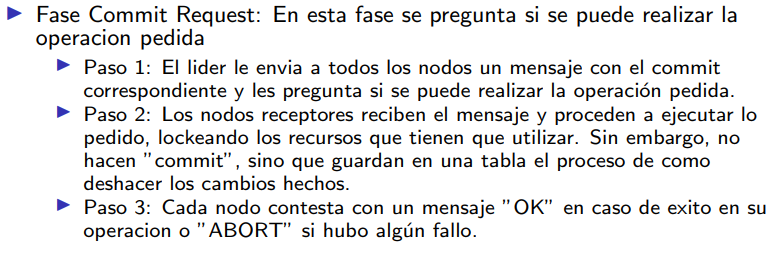 Fase Commit Request: En esta fase se pregunta si se puede realizar la
operacion pedida
Paso 1: El lider le envia a todos los nodos un mensaje con el commit
correspondiente y les pregunta si se puede realizar la operación pedida.
Paso 2: Los nodos receptores reciben el mensaje y proceden a ejecutar lo
pedido, lockeando los recursos que tienen que utilizar. Sin embargo, no
hacen "commit", sino que guardan en una tabla el proceso de como
deshacer los cambios hechos.
Paso 3: Cada nodo contesta con un mensaje "OK" en caso de exito en su
operacion o "ABORT" si hubo algún fallo.